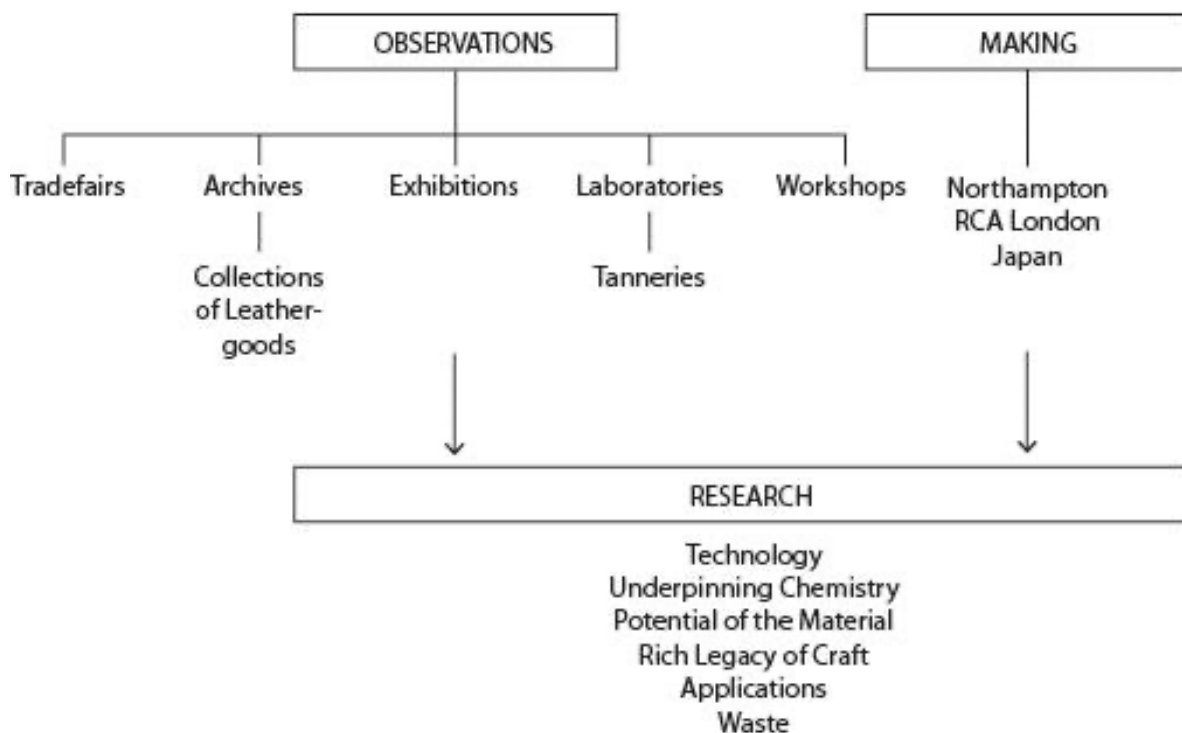 OBSERVATIONS
MAKING
Tradefairs
Archives
Exhibitions
Laboratories
Workshops
Northampton
RCA London
Japan
Collections
of Leather-
goods
Tanneries
RESEARCH
Technology
Underpinning Chemistry
Potential of the Material
Rich Legacy of Craft
Applications
Waste